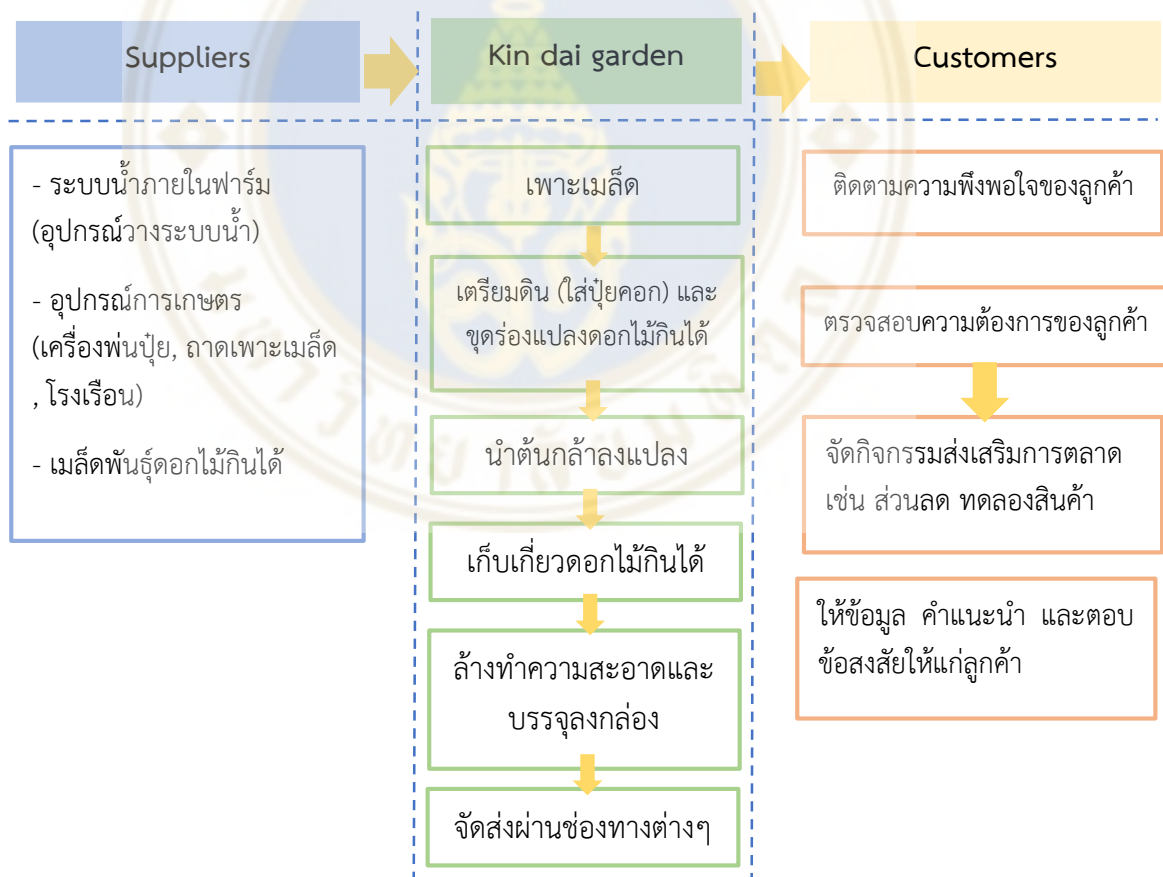 Suppliers
Kin dai garden
Customers
- ระบบน้ำภายในฟาร์ม
(อุปกรณ์วางระบบน้ำ)
- อุปกรณ์การเกษตร
(เครื่องพ่นปุ๋ย, ถาดเพาะเมล็ด
, โรงเรือน)
- เมล็ดพันธุ์ดอกไม้กินได้
เพาะเมล็ด
เตรียมดิน (ใส่ปุ๋ยคอก) และ
ขุดร่องแปลงดอกไม้กินได้
นำต้นกล้าลงแปลง
เก็บเกี่ยวดอกไม้กินได้
ล้างทำความสะอาดและ
บรรจุลงกล่อง
จัดส่งผ่านช่องทางต่างๆ
ติดตามความพึงพอใจของลูกค้า
ตรวจสอบความต้องการของลูกค้า
จัดกิจกรรมส่งเสริมการตลาด
เช่น ส่วนลด ทดลองสินค้า
ให้ข้อมูล คำแนะนำ และตอบ
ข้อสงสัยให้แก่ลูกค้า
มหาวิทยาลัยมหิดล